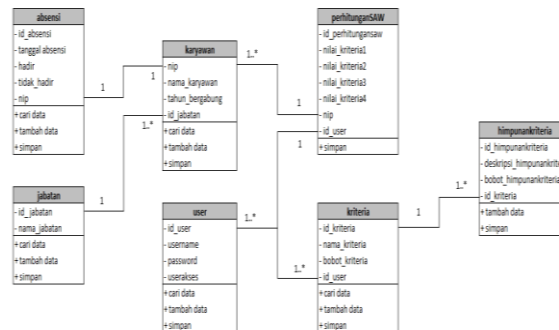 absensi
- id_absensi
- tanggal absensi
- hadir
- tidak_hadir
- nip
+ cari data
+ tambah data
+ simpan
karyawan
- nip
- nama_karyawan
- tahun_bergabung
- id_jabatan
+ cari data
+ tambah data
+ simpan
perhitunganSAW
- id_perhitungansaw
- nilai_kriteria1
- nilai_kriteria2
- nilai_kriteria3
- nilai_kriteria4
- nip
- id_user
+ simpan
himpunankriteria
- id_himpunankriteria
- deskripsi_himpunankrite
- bobot_himpunankriteria
- id_kriteria
+ tambah data
+ simpan
jabatan
- id_jabatan
- nama_jabatan
+ cari data
+ tambah data
+ simpan
user
- id_user
- username
- password
- userakses
+ cari data
+ tambah data
+ simpan
kriteria
- id_kriteria
- nama_kriteria
- bobot_kriteria
- id_user
+ cari data
+ tambah data
+ simpan
1
1
1
1..*
1..*
1
1
1..*
1..*
1
1..*